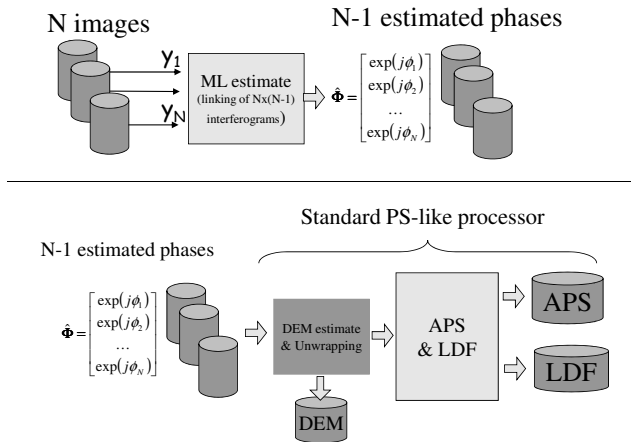 N images
N-1 estimated phases
y1
yN
ML estimate
(linking of Nx(N-1)
interferograms)
Φ̂ =
exp(jϕ1)
exp(jϕ2)
...
exp(jϕN)
Standard PS-like processor
N-1 estimated phases
Φ̂ =
exp(jϕ1)
exp(jϕ2)
...
exp(jϕN)
DEM estimate
& Unwrapping
APS
& LDF
APS
LDF
DEM